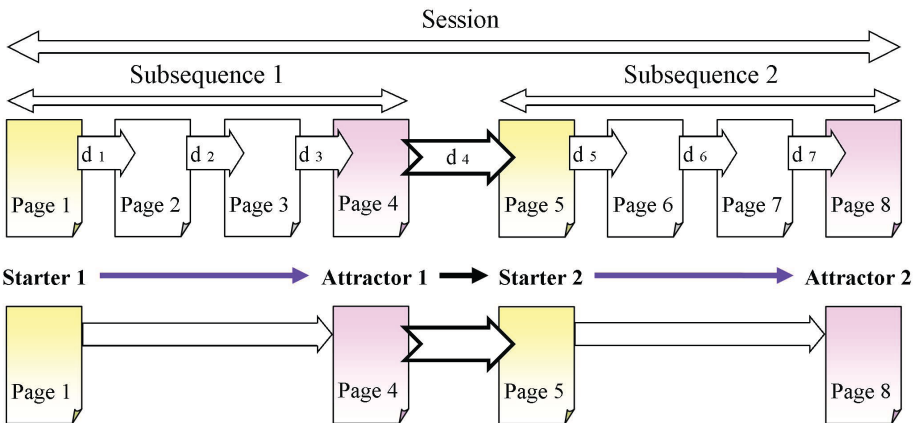 Session
Subsequence 1 Subsequence 2
d 1 d 2 d 3 d 4 d 5 d 6 d 7
Page 1 Page 2 Page 3 Page 4 Page 5 Page 6 Page 7 Page 8
Starter 1 Attractor 1 Starter 2 Attractor 2
Page 1 Page 4 Page 5 Page 8